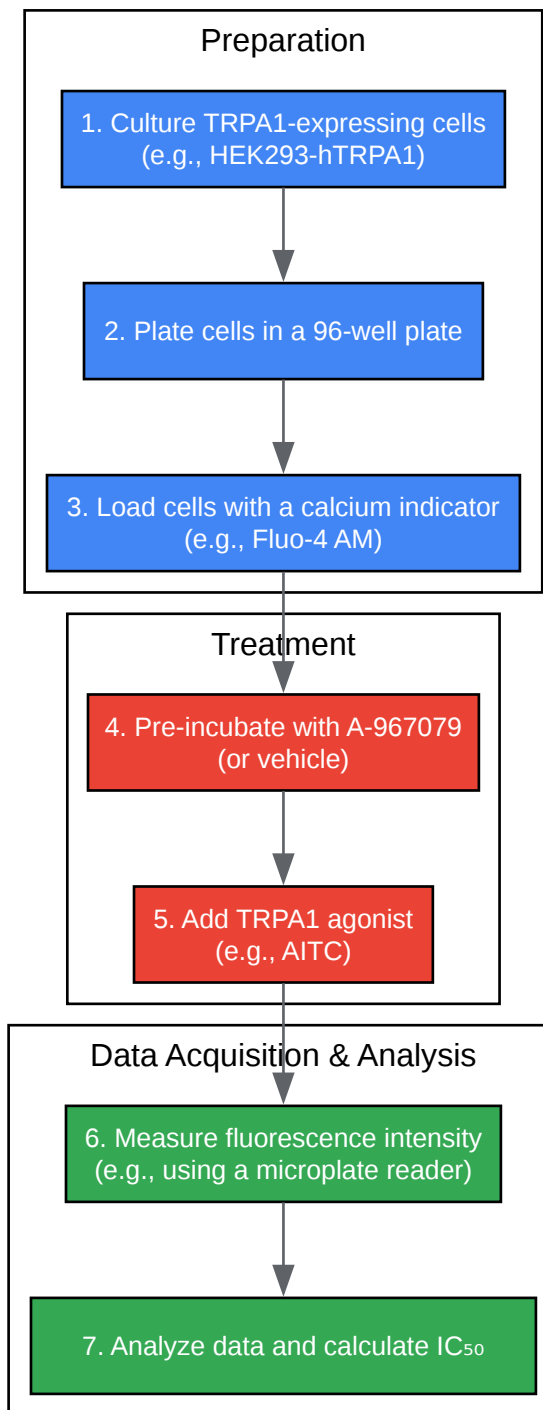 Preparation
1. Culture TRPA1-expressing cells
(e.g., HEK293-hTRPA1)
2. Plate cells in a 96-well plate
3. Load cells with a calcium indicator
(e.g., Fluo-4 AM)
Treatment
4. Pre-incubate with A-967079
(or vehicle)
5. Add TRPA1 agonist
(e.g., AITC)
Data Acquisition & Analysis
6. Measure fluorescence intensity
(e.g., using a microplate reader)
7. Analyze data and calculate IC₅₀